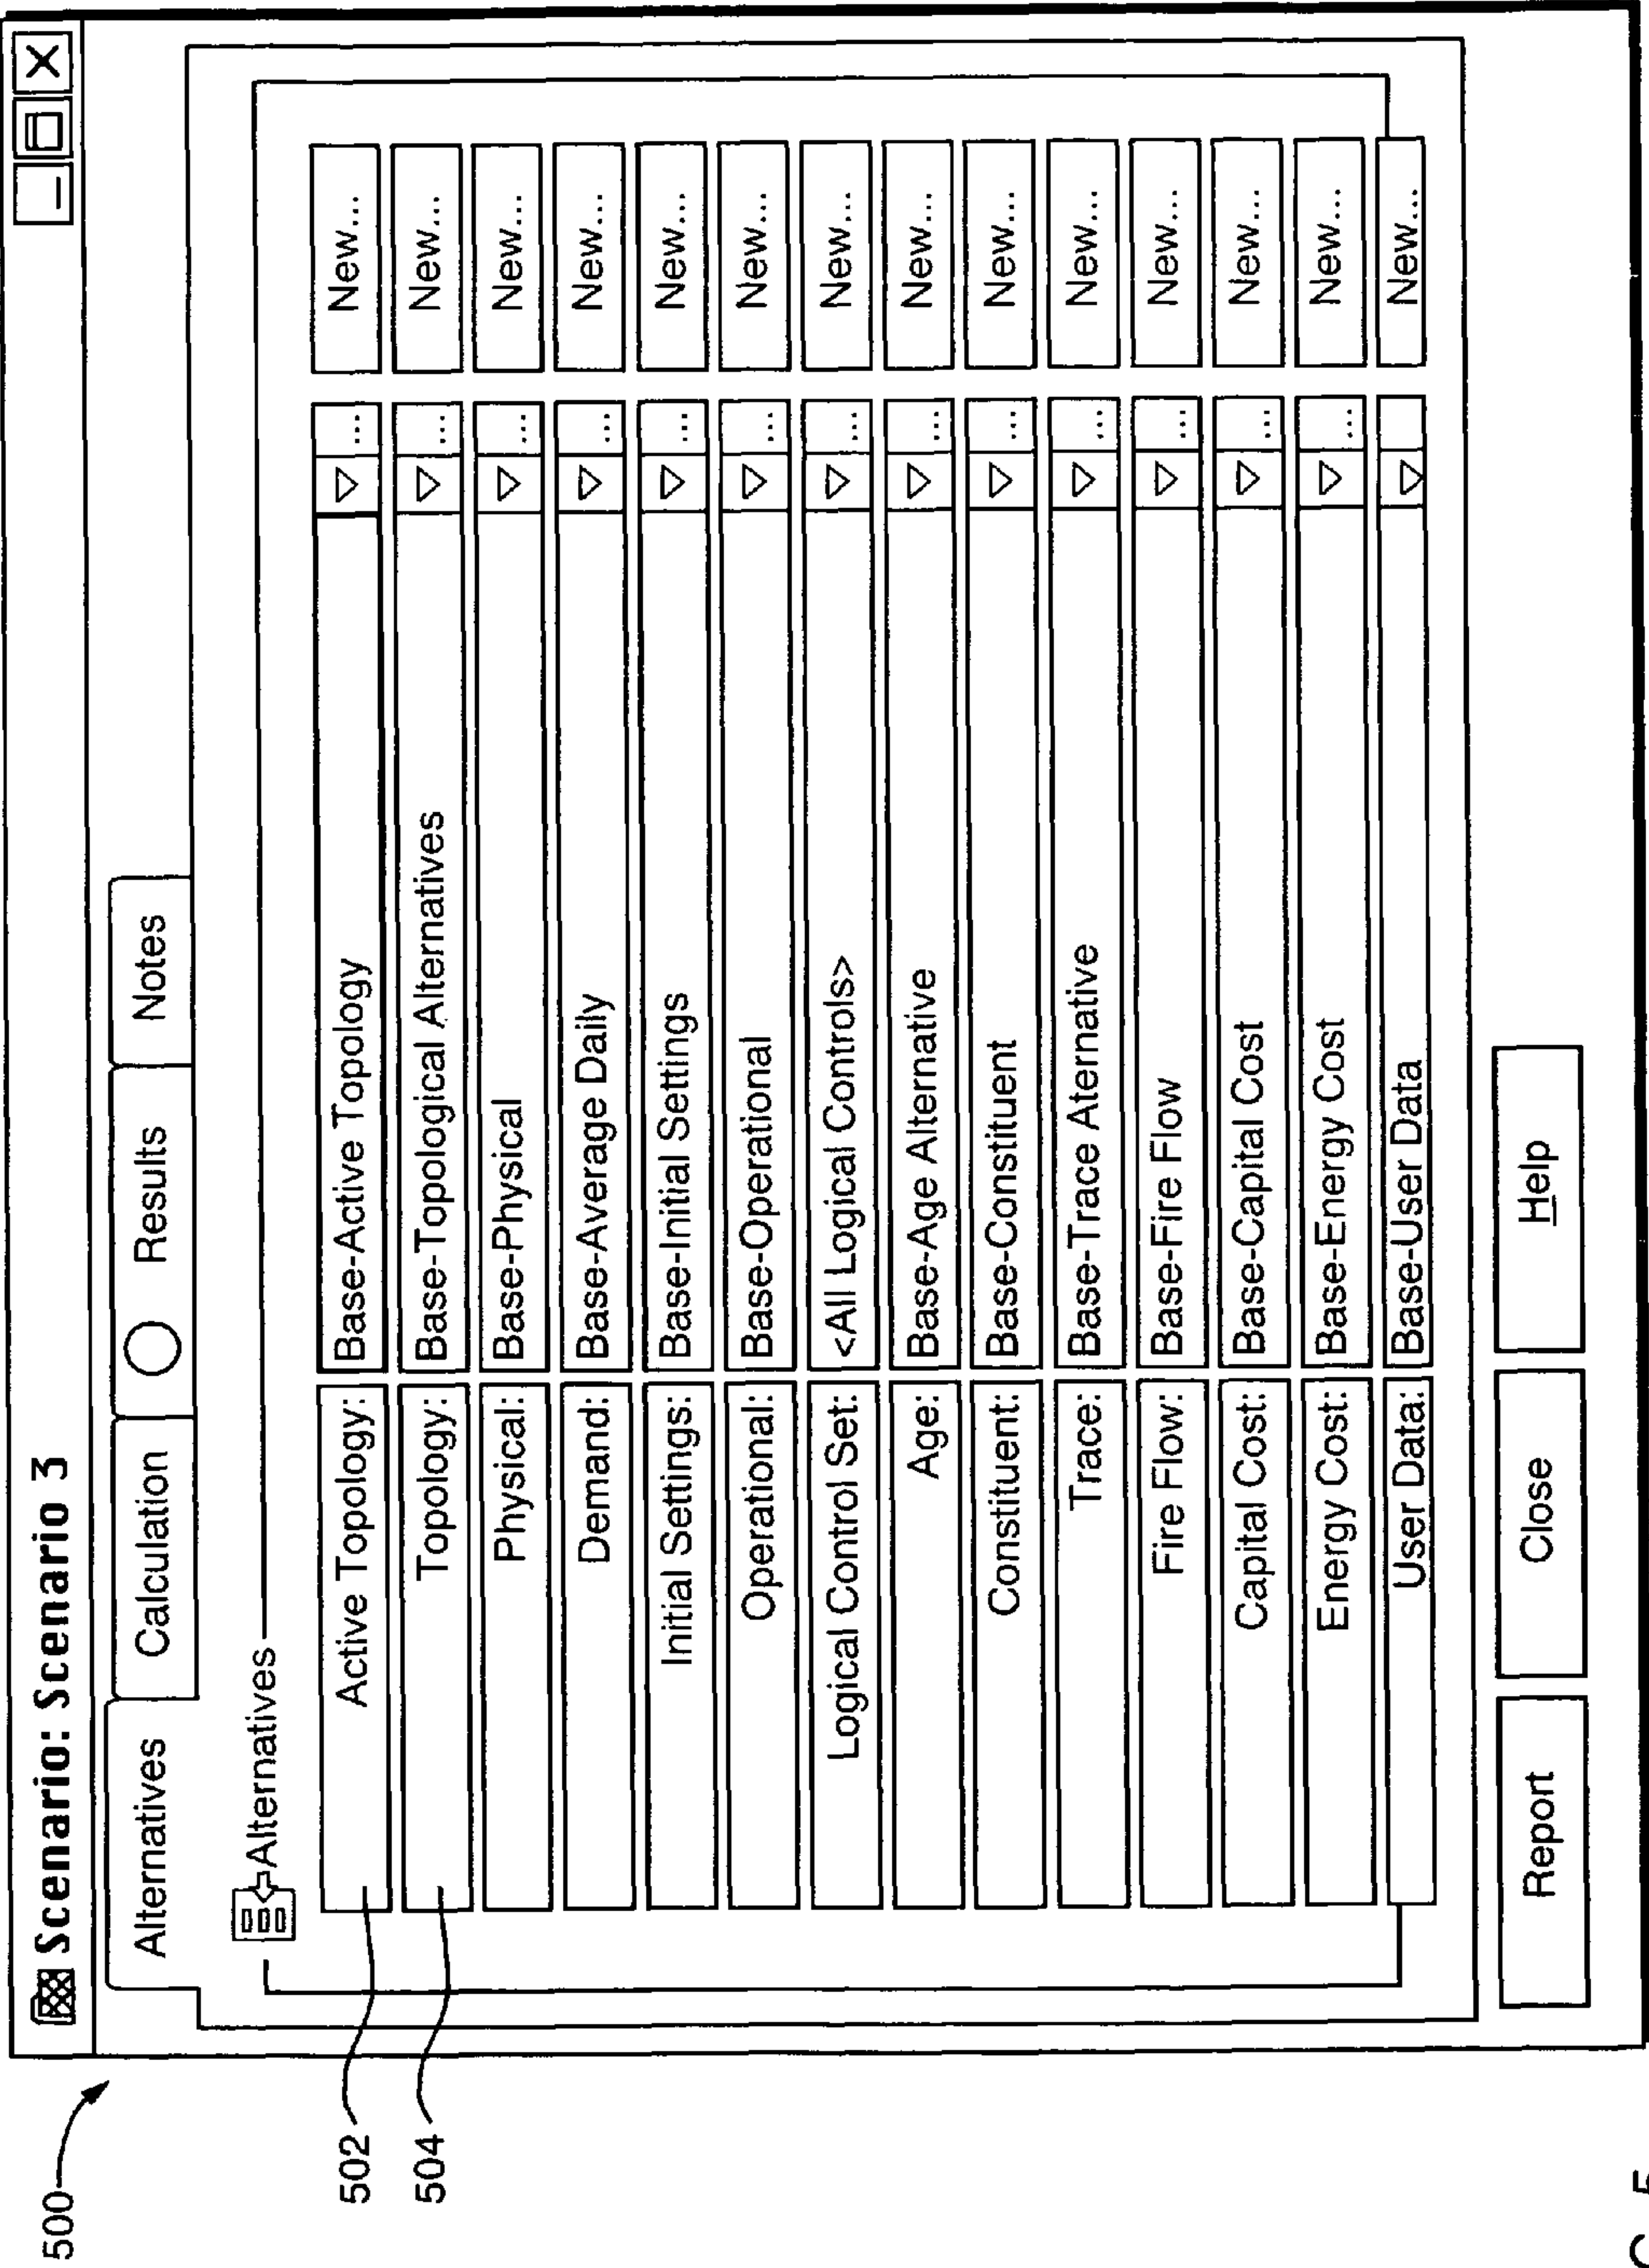 500
Scenario: Scenario 3
Alternatives Calculation Results Notes
Alternatives
502
Active Topology: Base-Active Topology ... New...
504
Topology: Base-Topological Alternatives ... New...
Physical: Base-Physical ... New...
Demand: Base-Average Daily ... New...
Initial Settings: Base-Initial Settings ... New...
Operational: Base-Operational ... New...
Logical Control Set: <All Logical Controls> ... New...
Age: Base-Age Alternative ... New...
Constituent: Base-Constituent ... New...
Trace: Base-Trace Aternative ... New...
Fire Flow: Base-Fire Flow ... New...
Capital Cost: Base-Capital Cost ... New...
Energy Cost: Base-Energy Cost ... New...
User Data: Base-User Data New...
Report Close Help